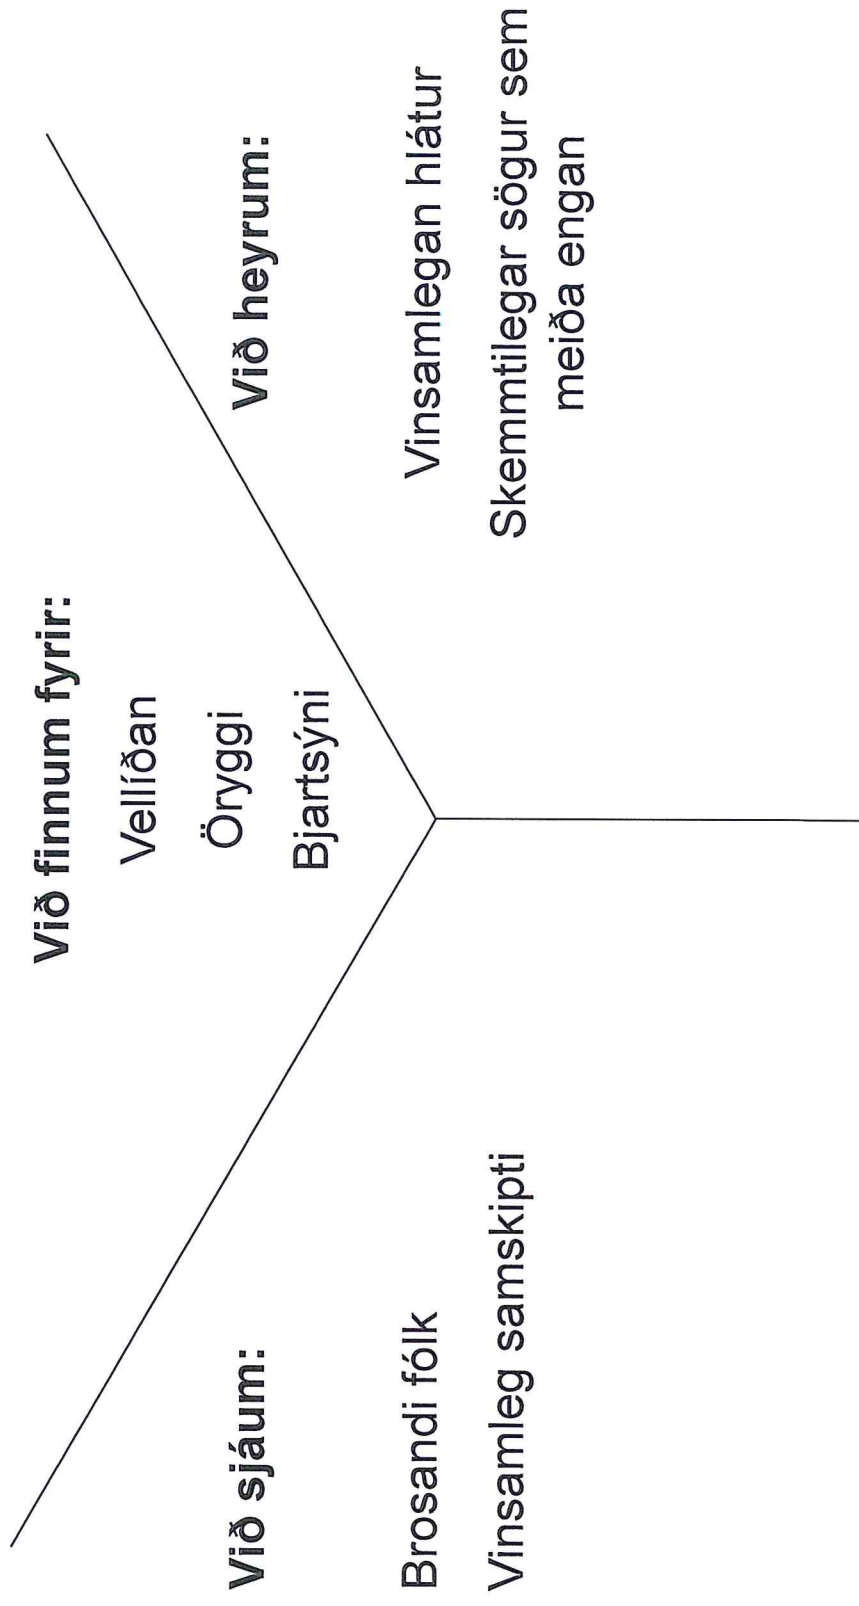 Við finnum fyrir:
Vellíðan
Öryggi
Bjartsýni
Við sjáum:
Brosandi fólk
Vinsamleg samskipti
Við heyrum:
Vinsamlegan hlátur
Skemmtilegar sögur sem
meiða engan